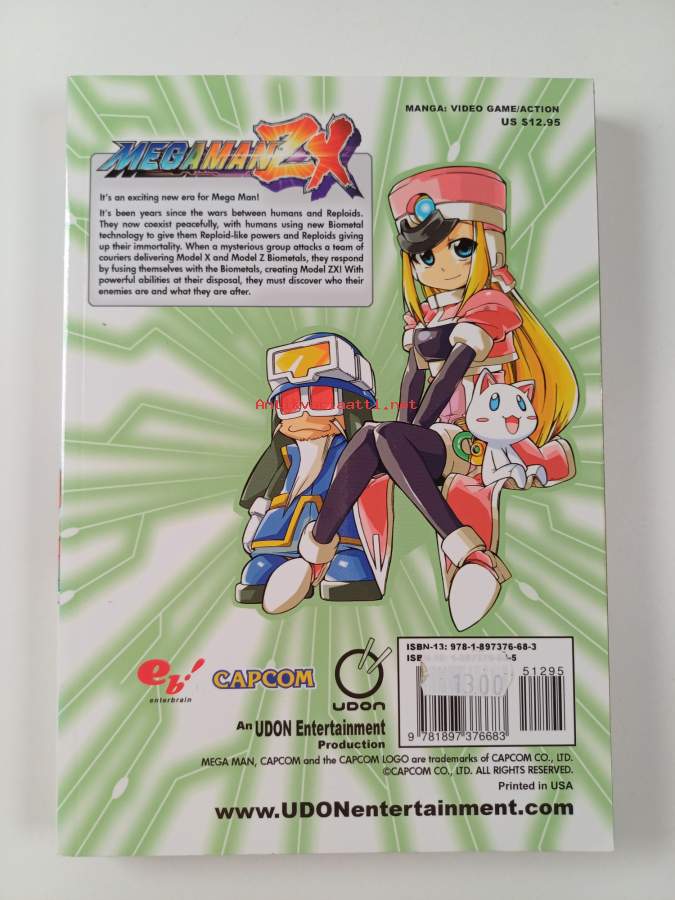 MANGA: VIDEO GAME/ACTION
US $12.95
MEGAMAN ZX
It's an exciting new era for Mega Man!
It's been years since the wars between humans and Reploids.
They now coexist peacefully, with humans using new Biometal
technology to give them Reploid-like powers and Reploids giving
up their immortality. When a mysterious group attacks a team of
couriers delivering Model X and Model Z Biometals, they respond
by fusing themselves with the Biometals, creating Model ZX! With
powerful abilities at their disposal, they must discover who their
enemies are and what they are after.
ISBN-13: 978-1-897376-68-3
51295
13.00
9 781897 376683
eb!
enterbrain
CAPCOM
UDON
An UDON Entertainment
Production
MEGA MAN, CAPCOM and the CAPCOM LOGO are trademarks of CAPCOM CO., LTD.
©CAPCOM CO., LTD. ALL RIGHTS RESERVED.
Printed in USA
www.UDONentertainment.com